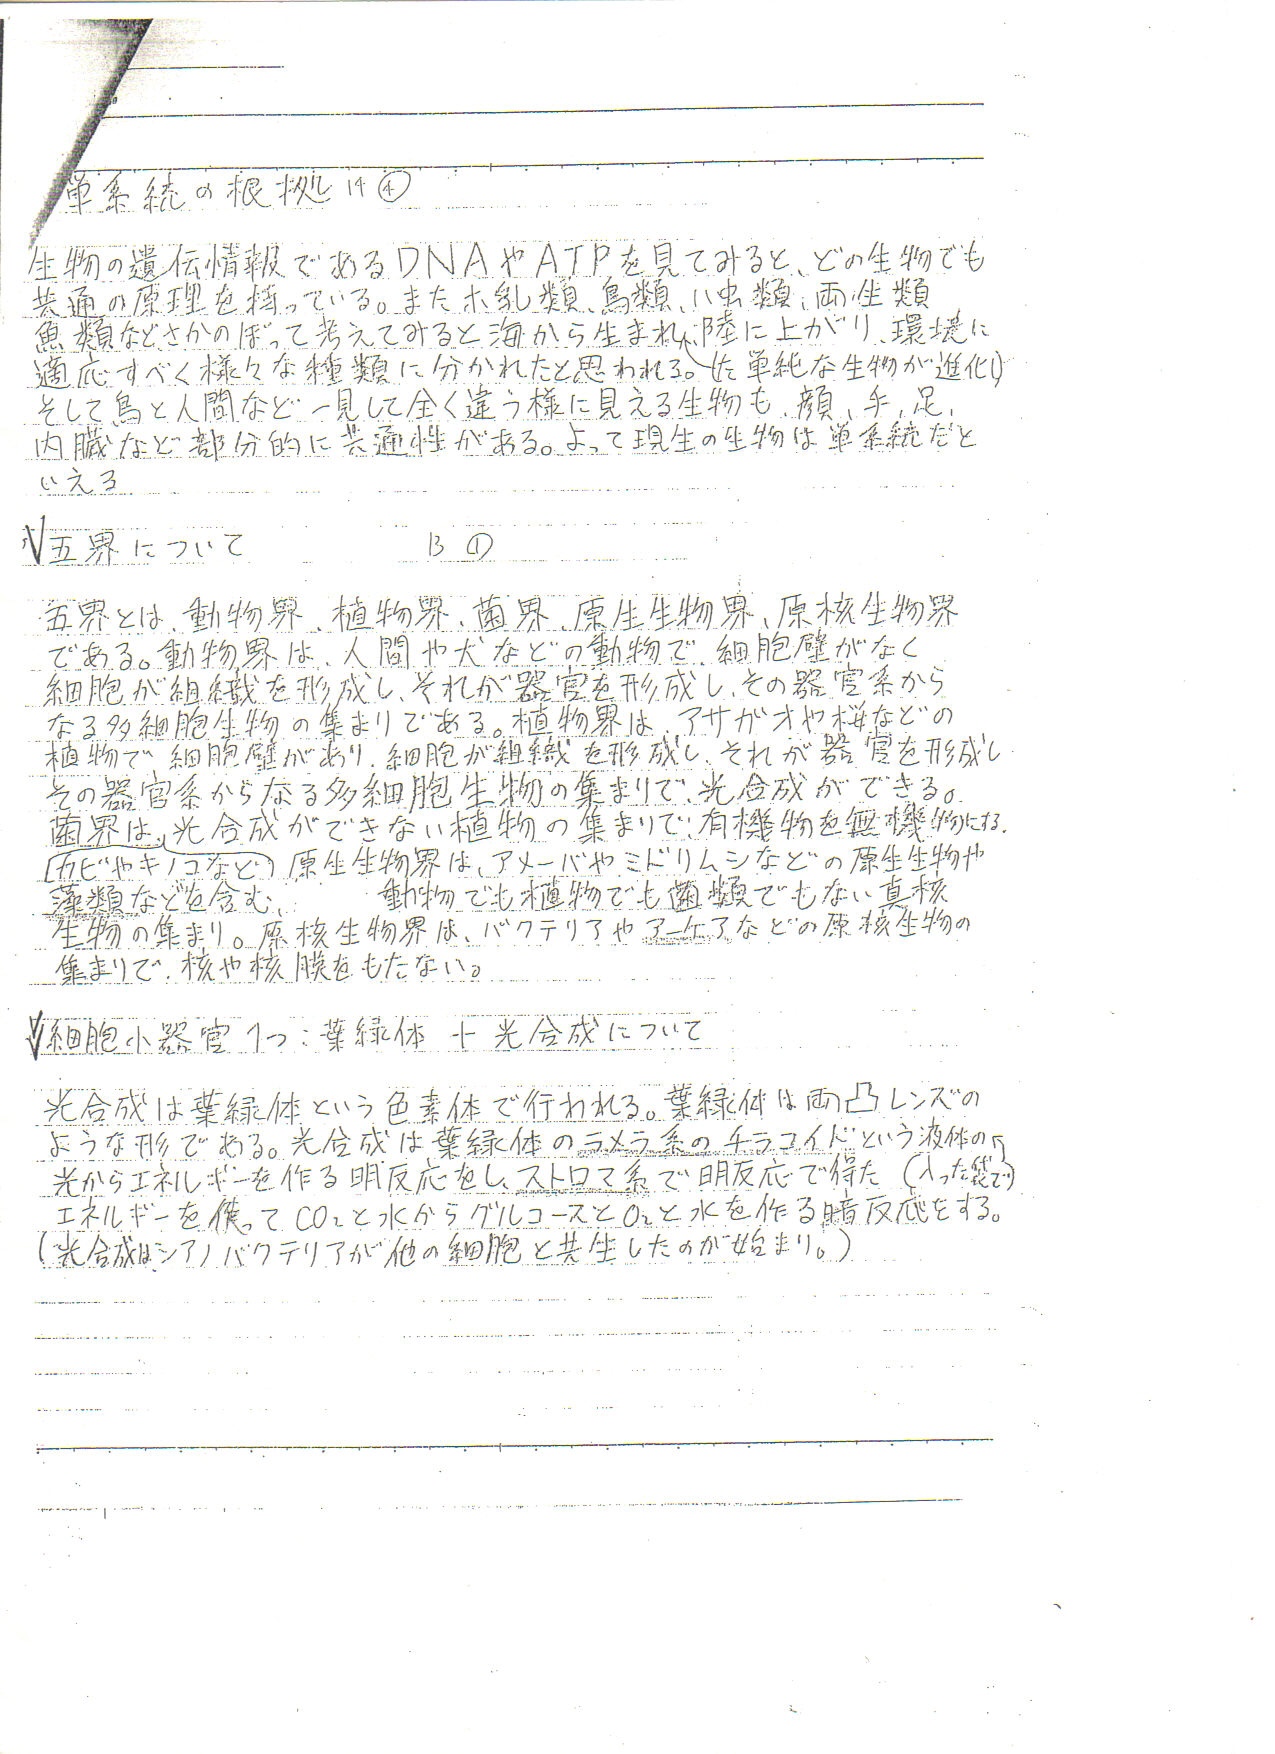 単系統の根拠 14 ④
生物の遺伝情報であるDNAやATPを見てみると、どの生物でも
共通の原理を持っている。またホ乳類、鳥類、ハ虫類、両生類
魚類などさかのぼって考えてみると海から生まれ、陸に上がり、環境に
適応すべく様々な種類に分かれたと思われる。した単純な生物が進化し
そして鳥と人間など一見して全く違う様に見える生物も、顔、手、足、
内臓など部分的に共通性がある。よって現生の生物は単系統だと
いえる
√五界について 13 ①
五界とは、動物界、植物界、菌界、原生生物界、原核生物界
である。動物界は、人間や犬などの動物で、細胞壁がなく
細胞が組織を形成し、それが器官を形成し、その器官系から
なる多細胞生物の集まりである。植物界は、アサガオや桜などの
植物で、細胞壁があり、細胞が組織を形成し、それが器官を形成し
その器官系からなる多細胞生物の集まりで、光合成ができる。
菌界は、光合成ができない植物の集まりで、有機物を無機物にる.
(カビやキノコなど) 原生生物界は、アメーバやミドリムシなどの原生生物や
藻類などを含む、 動物でも植物でも菌類でもない真核
生物の集まり。原核生物界は、バクテリアやアーケアなどの原核生物の
集まりで、核や核膜をもたない。
√細胞小器官1つ:葉緑体 + 光合成について
光合成は葉緑体という色素体で行われる。葉緑体は両凸レンズの
ような形である。光合成は葉緑体のラメラ系のチラコイドという液体の
光からエネルギーを作る明反応をし、ストロマ系で明反応で得た (入った袋で)
エネルギーを使ってCO₂と水からグルコースとO₂と水を作る暗反応をする。
(光合成はシアノバクテリアが他の細胞と共生したのが始まり。)